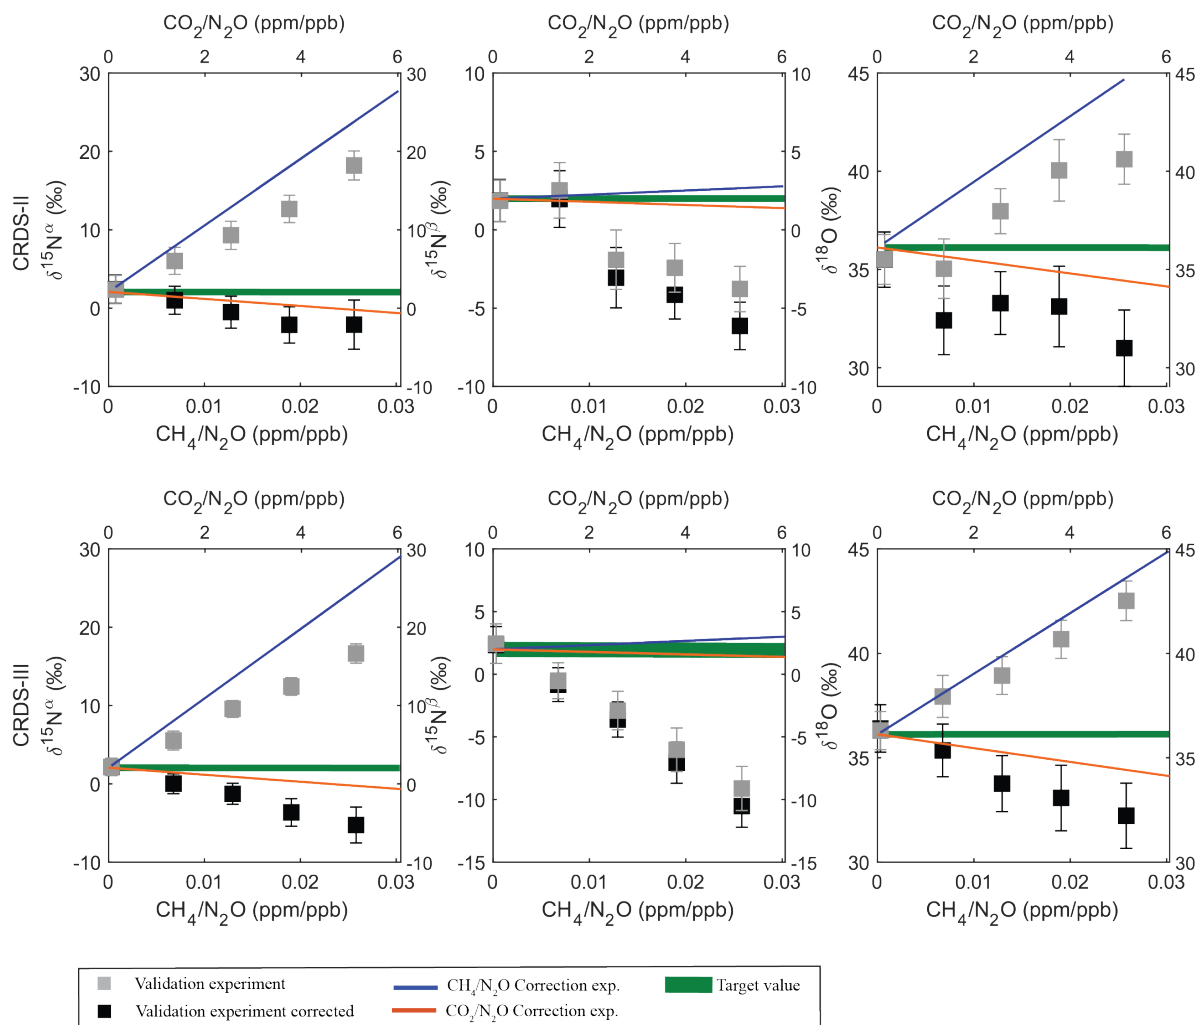 CO2/N2O (ppm/ppb) CO2/N2O (ppm/ppb) CO2/N2O (ppm/ppb)
0 2 4 6 0 2 4 6 0 2 4 6
30 20 10 0 -10
CRDS-II
δ15Nα (‰)
30 20 10 0 -10
10 5 0 -5 -10
δ15Nβ (‰)
10 5 0 -5 -10
45 40 35 30
δ18O (‰)
45 40 35 30
0 0.01 0.02 0.03 0 0.01 0.02 0.03 0 0.01 0.02 0.03
CH4/N2O (ppm/ppb) CH4/N2O (ppm/ppb) CH4/N2O (ppm/ppb)
CO2/N2O (ppm/ppb) CO2/N2O (ppm/ppb) CO2/N2O (ppm/ppb)
0 2 4 6 0 2 4 6 0 2 4 6
30 20 10 0 -10
CRDS-III
δ15Nα (‰)
30 20 10 0 -10
10 5 0 -5 -10 -15
δ15Nβ (‰)
10 5 0 -5 -10 -15
45 40 35 30
δ18O (‰)
45 40 35 30
0 0.01 0.02 0.03 0 0.01 0.02 0.03 0 0.01 0.02 0.03
CH4/N2O (ppm/ppb) CH4/N2O (ppm/ppb) CH4/N2O (ppm/ppb)
Validation experiment CH4/N2O Correction exp. Target value
Validation experiment corrected CO2/N2O Correction exp.